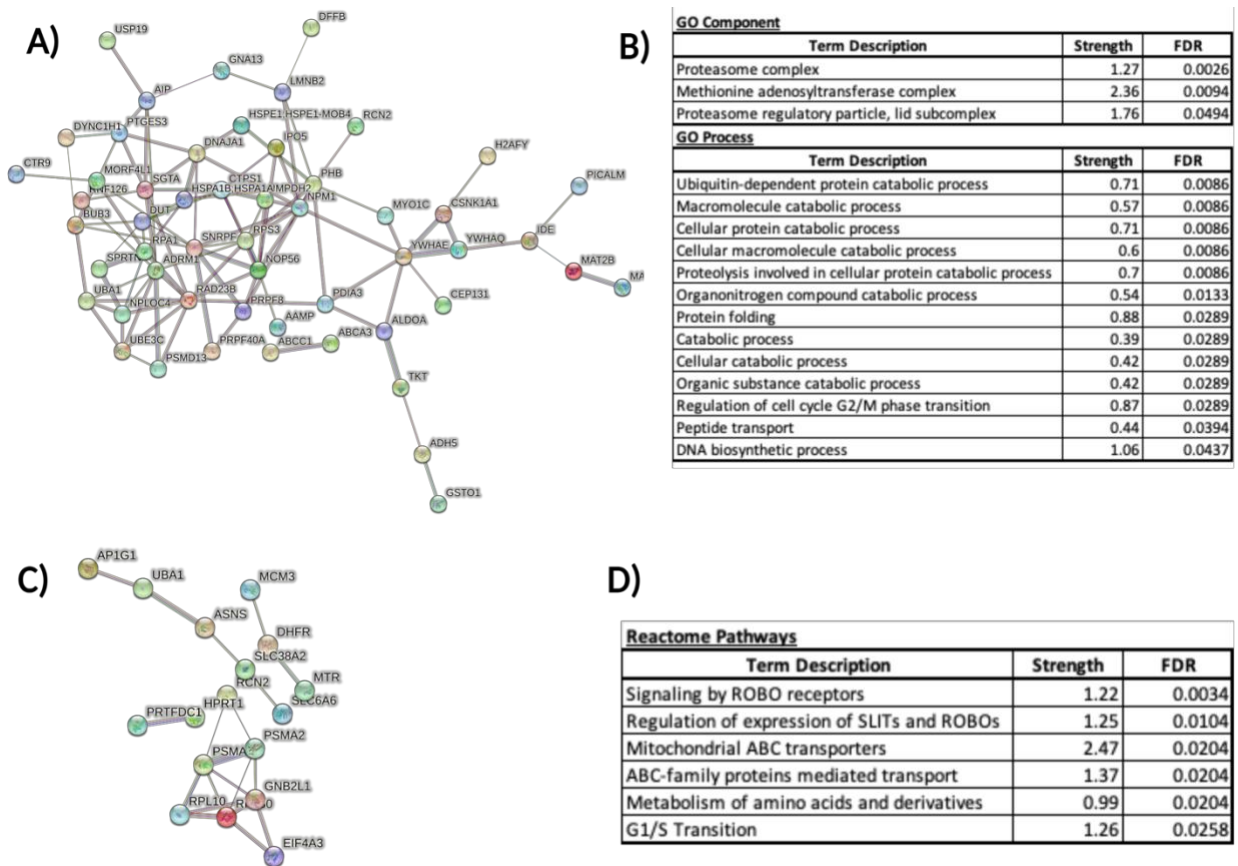 A)
USP19
DFFB
GNA13
AIP
LMNB2
DYNC1H1
PTGES3
HSPE1
HSPE1-MOB4
RCN2
DNAJA1
IPO5
CTR9
MORF4L1
SGTA
PHB
H2AFY
RNF126
CTPS1
HSPA1B
HSPA1A
IMPDH2
PICALM
BUB3
DUT
NPM1
MYO1C
CSNK1A1
RPA1
SNRPF
RPS3
YWHAE
YWHAQ
IDE
SPRTN
ADRM1
NOP56
MAT2B
MA
UBA1
NPLOC4
RAD23B
PRPF8
PDIA3
CEP131
AAMP
ALDOA
UBE3C
PSMD13
PRPF40A
ABCC1
ABCA3
TKT
ADH5
GSTO1
B)
GO Component
Term Description Strength FDR
Proteasome complex 1.27 0.0026
Methionine adenosyltransferase complex 2.36 0.0094
Proteasome regulatory particle, lid subcomplex 1.76 0.0494
GO Process
Term Description Strength FDR
Ubiquitin-dependent protein catabolic process 0.71 0.0086
Macromolecule catabolic process 0.57 0.0086
Cellular protein catabolic process 0.71 0.0086
Cellular macromolecule catabolic process 0.6 0.0086
Proteolysis involved in cellular protein catabolic process 0.7 0.0086
Organonitrogen compound catabolic process 0.54 0.0133
Protein folding 0.88 0.0289
Catabolic process 0.39 0.0289
Cellular catabolic process 0.42 0.0289
Organic substance catabolic process 0.42 0.0289
Regulation of cell cycle G2/M phase transition 0.87 0.0289
Peptide transport 0.44 0.0394
DNA biosynthetic process 1.06 0.0437
C)
AP1G1
UBA1
MCM3
ASNS
DHFR
SLC38A2
RCN2
MTR
HPRT1
SLC6A6
PRTFDC1
PSMA2
PSMA
GNB2L1
RPL10
EIF4A3
D)
Reactome Pathways
Term Description Strength FDR
Signaling by ROBO receptors 1.22 0.0034
Regulation of expression of SLITs and ROBOs 1.25 0.0104
Mitochondrial ABC transporters 2.47 0.0204
ABC-family proteins mediated transport 1.37 0.0204
Metabolism of amino acids and derivatives 0.99 0.0204
G1/S Transition 1.26 0.0258